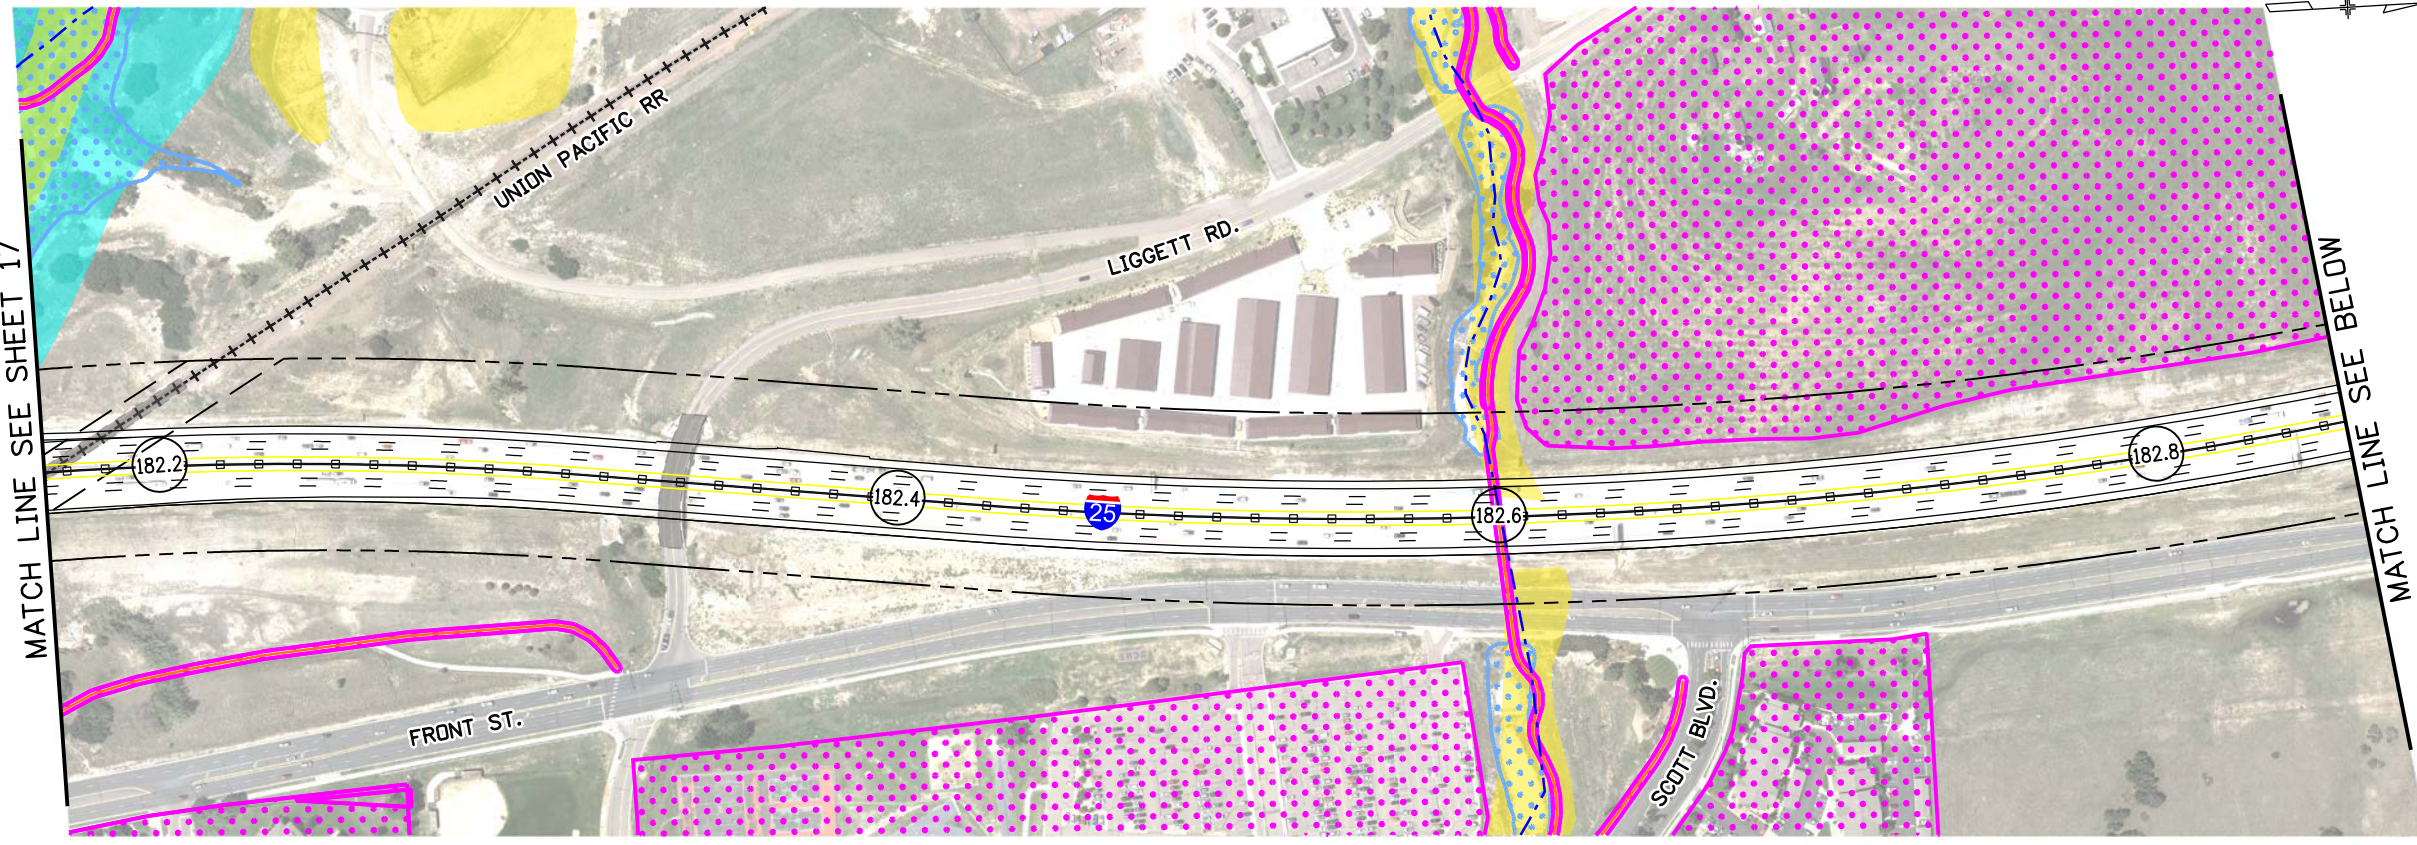 MATCH LINE SEE SHEET 17
UNION PACIFIC RR
LIGGETT RD.
MATCH LINE SEE BELOW
182.2
182.4
25
182.6
182.8
FRONT ST.
SCOTT BLVD.